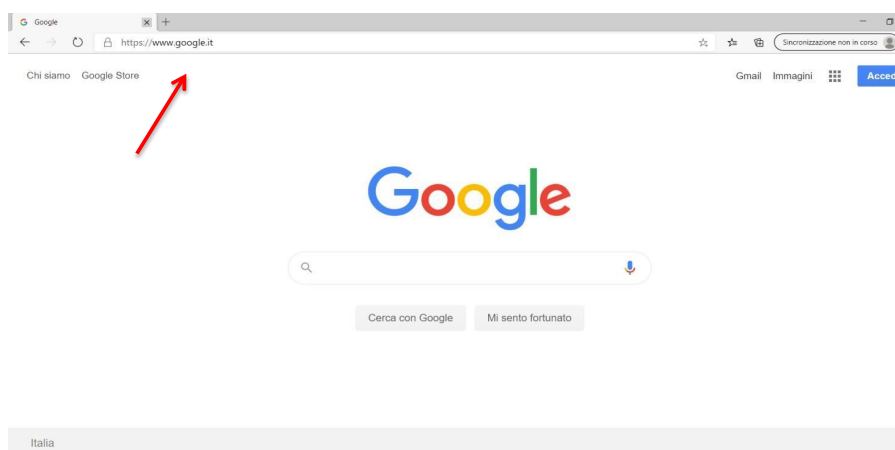 Google
https://www.google.it
Sincronizzazione non in corso
Chi siamo Google Store
Gmail Immagini
Google
Cerca con Google Mi sento fortunato
Italia